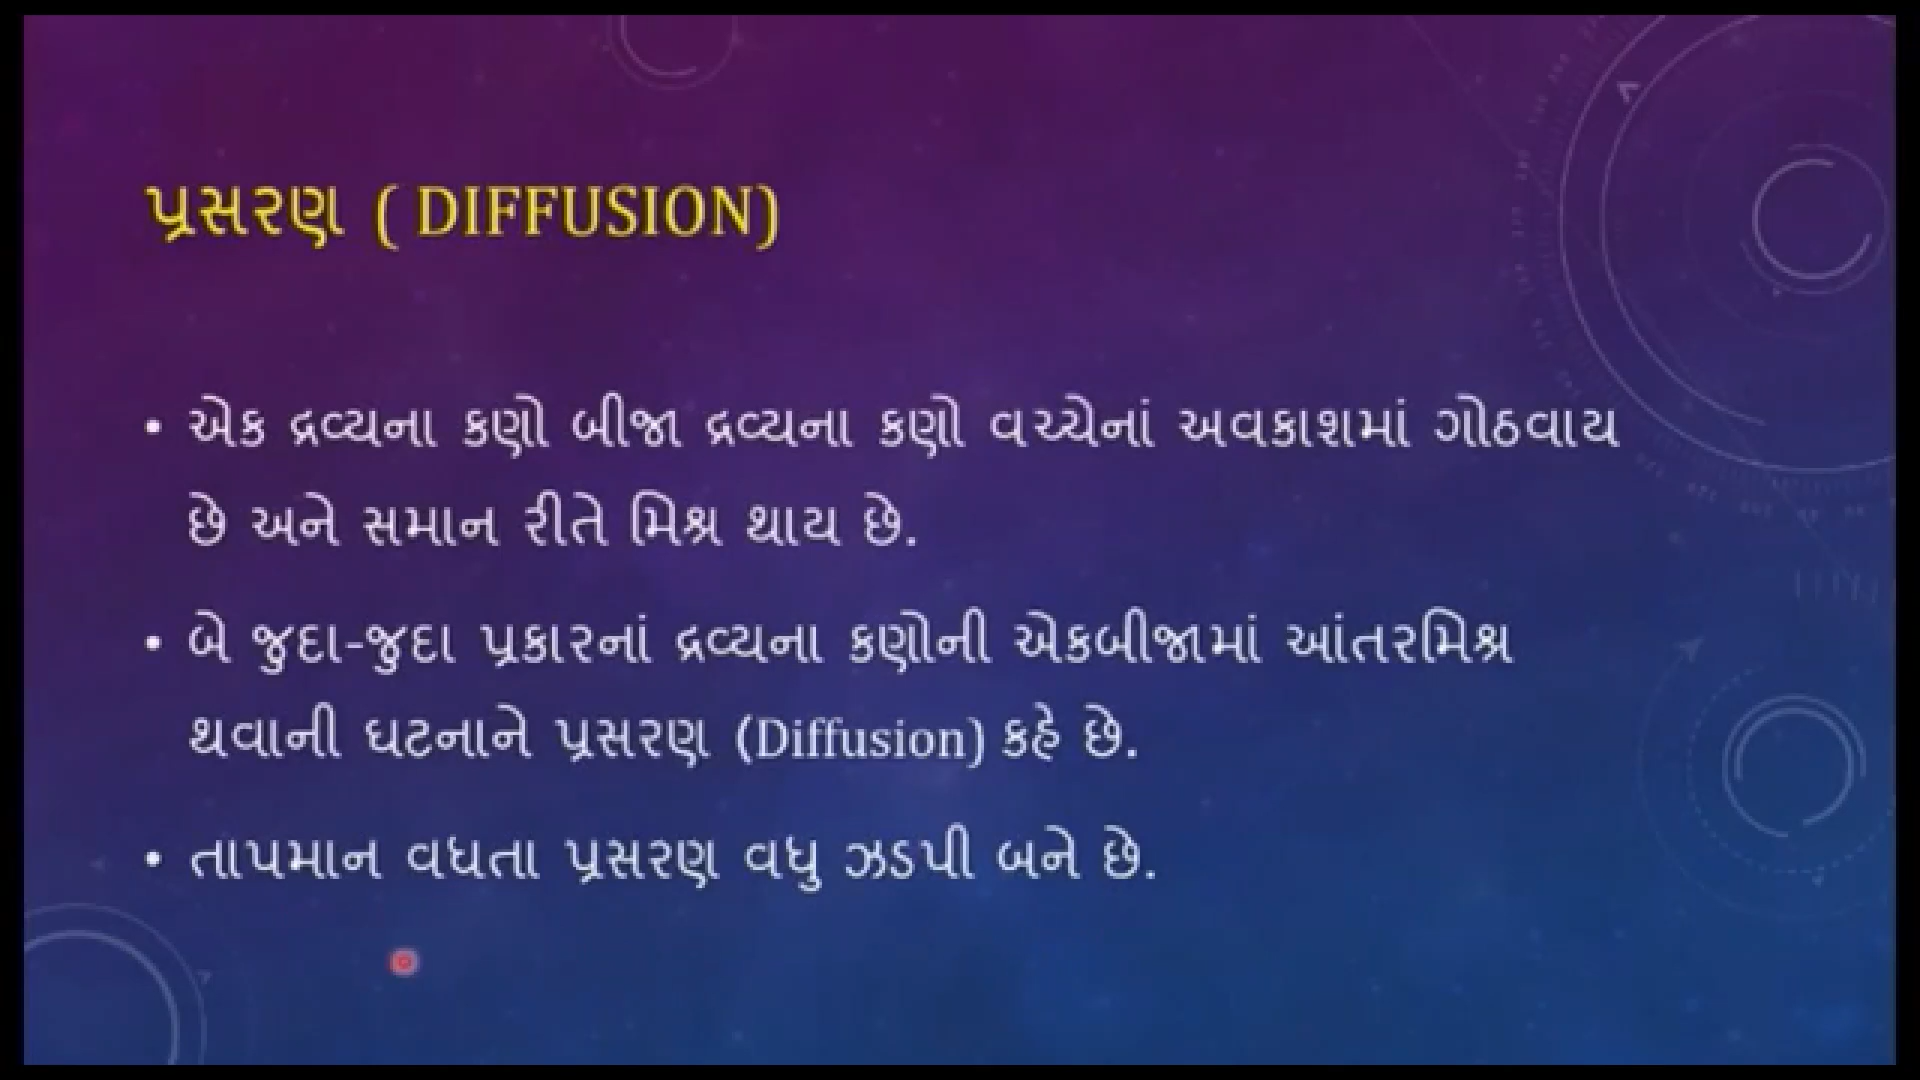 પ્રસરણ ( DIFFUSION)
• એક દ્રવ્યના કણો બીજા દ્રવ્યના કણો વચ્ચેનાં અવકાશમાં ગોઠવાય
છે અને સમાન રીતે મિશ્ર થાય છે.
• બે જુદા-જુદા પ્રકારનાં દ્રવ્યના કણોની એકબીજામાં આંતરમિશ્ર
થવાની ઘટનાને પ્રસરણ (Diffusion) કહે છે.
• તાપમાન વધતા પ્રસરણ વધુ ઝડપી બને છે.